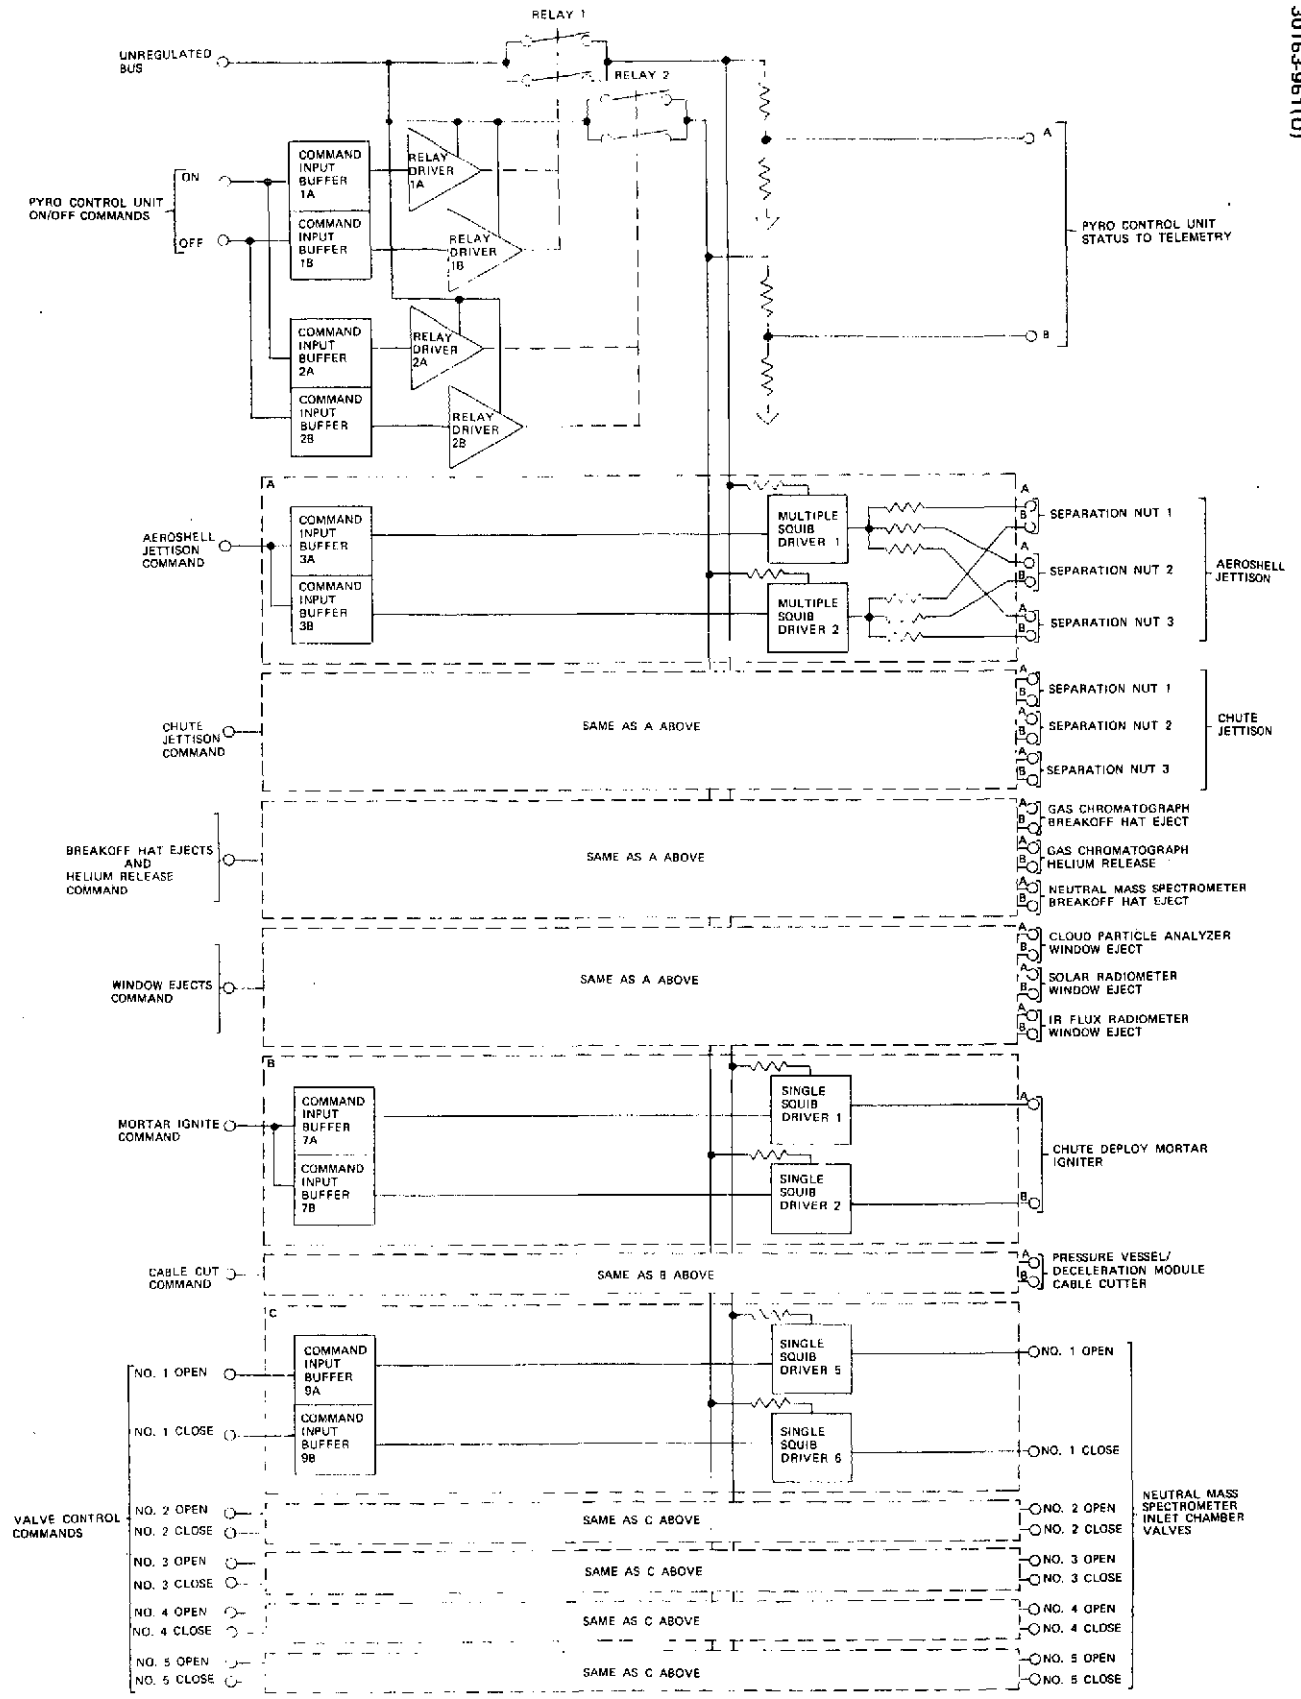 30163-961(U)
RELAY 1
UNREGULATED
BUS
RELAY 2
A
PYRO CONTROL UNIT
ON/OFF COMMANDS
ON
OFF
COMMAND
INPUT
BUFFER
1A
COMMAND
INPUT
BUFFER
1B
RELAY
DRIVER
1A
RELAY
DRIVER
1B
PYRO CONTROL UNIT
STATUS TO TELEMETRY
B
COMMAND
INPUT
BUFFER
2A
COMMAND
INPUT
BUFFER
2B
RELAY
DRIVER
2A
RELAY
DRIVER
2B
A
AEROSHELL
JETTISON
COMMAND
COMMAND
INPUT
BUFFER
3A
COMMAND
INPUT
BUFFER
3B
MULTIPLE
SQUIB
DRIVER 1
MULTIPLE
SQUIB
DRIVER 2
A
B
SEPARATION NUT 1
A
B
SEPARATION NUT 2
A
B
SEPARATION NUT 3
AEROSHELL
JETTISON
CHUTE
JETTISON
COMMAND
SAME AS A ABOVE
A
B
SEPARATION NUT 1
A
B
SEPARATION NUT 2
A
B
SEPARATION NUT 3
CHUTE
JETTISON
BREAKOFF HAT EJECTS
AND
HELIUM RELEASE
COMMAND
SAME AS A ABOVE
A
B
GAS CHROMATOGRAPH
BREAKOFF HAT EJECT
A
B
GAS CHROMATOGRAPH
HELIUM RELEASE
A
B
NEUTRAL MASS SPECTROMETER
BREAKOFF HAT EJECT
WINDOW EJECTS
COMMAND
SAME AS A ABOVE
A
B
CLOUD PARTICLE ANALYZER
WINDOW EJECT
A
B
SOLAR RADIOMETER
WINDOW EJECT
A
B
IR FLUX RADIOMETER
WINDOW EJECT
B
MORTAR IGNITE
COMMAND
COMMAND
INPUT
BUFFER
7A
COMMAND
INPUT
BUFFER
7B
SINGLE
SQUIB
DRIVER 1
SINGLE
SQUIB
DRIVER 2
A
B
CHUTE DEPLOY MORTAR
IGNITER
CABLE CUT
COMMAND
SAME AS B ABOVE
A
B
PRESSURE VESSEL/
DECELERATION MODULE
CABLE CUTTER
C
VALVE CONTROL
COMMANDS
NO. 1 OPEN
NO. 1 CLOSE
COMMAND
INPUT
BUFFER
9A
COMMAND
INPUT
BUFFER
9B
SINGLE
SQUIB
DRIVER 5
SINGLE
SQUIB
DRIVER 6
NO. 1 OPEN
NO. 1 CLOSE
NEUTRAL MASS
SPECTROMETER
INLET CHAMBER
VALVES
NO. 2 OPEN
NO. 2 CLOSE
SAME AS C ABOVE
NO. 2 OPEN
NO. 2 CLOSE
NO. 3 OPEN
NO. 3 CLOSE
SAME AS C ABOVE
NO. 3 OPEN
NO. 3 CLOSE
NO. 4 OPEN
NO. 4 CLOSE
SAME AS C ABOVE
NO. 4 OPEN
NO. 4 CLOSE
NO. 5 OPEN
NO. 5 CLOSE
SAME AS C ABOVE
NO. 5 OPEN
NO. 5 CLOSE